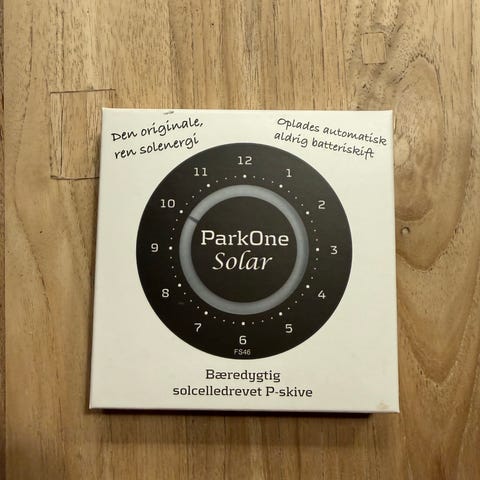 Den originale,
ren solenergi
Oplades automatisk
aldrig batteriskift
12
1
2
3
4
5
6
7
8
9
10
11
ParkOne
Solar
FS46
Bæredygtig
solcelledrevet P-skive